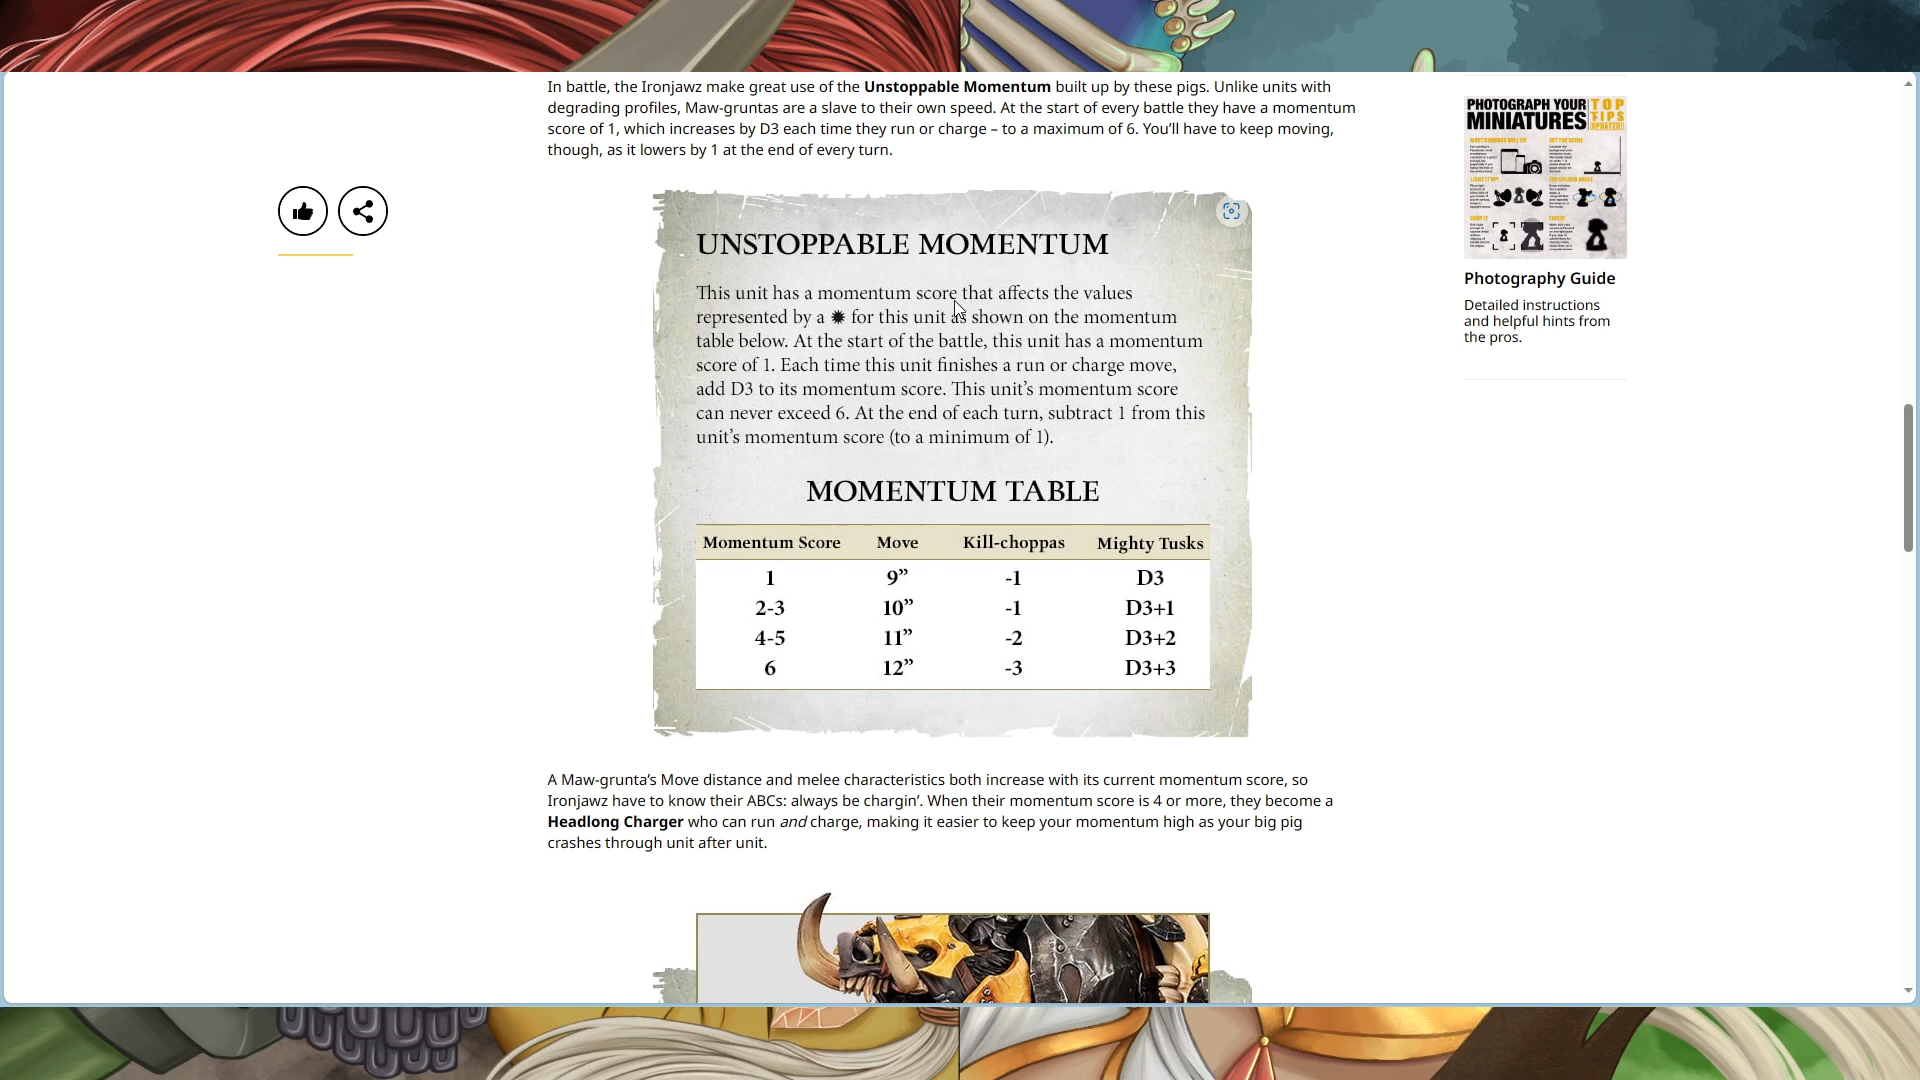 In battle, the Ironjawz make great use of the Unstoppable Momentum built up by these pigs. Unlike units with
degrading profiles, Maw-gruntas are a slave to their own speed. At the start of every battle they have a momentum
score of 1, which increases by D3 each time they run or charge – to a maximum of 6. You’ll have to keep moving,
though, as it lowers by 1 at the end of every turn.
UNSTOPPABLE MOMENTUM
This unit has a momentum score that affects the values
represented by a ✹ for this unit as shown on the momentum
table below. At the start of the battle, this unit has a momentum
score of 1. Each time this unit finishes a run or charge move,
add D3 to its momentum score. This unit’s momentum score
can never exceed 6. At the end of each turn, subtract 1 from this
unit’s momentum score (to a minimum of 1).
MOMENTUM TABLE
Momentum Score Move Kill-choppas Mighty Tusks
1 9” -1 D3
2-3 10” -1 D3+1
4-5 11” -2 D3+2
6 12” -3 D3+3
A Maw-grunta’s Move distance and melee characteristics both increase with its current momentum score, so
Ironjawz have to know their ABCs: always be chargin’. When their momentum score is 4 or more, they become a
Headlong Charger who can run and charge, making it easier to keep your momentum high as your big pig
crashes through unit after unit.
PHOTOGRAPH YOUR
MINIATURES
TOP
TIPS
UPDATED!
Photography Guide
Detailed instructions
and helpful hints from
the pros.